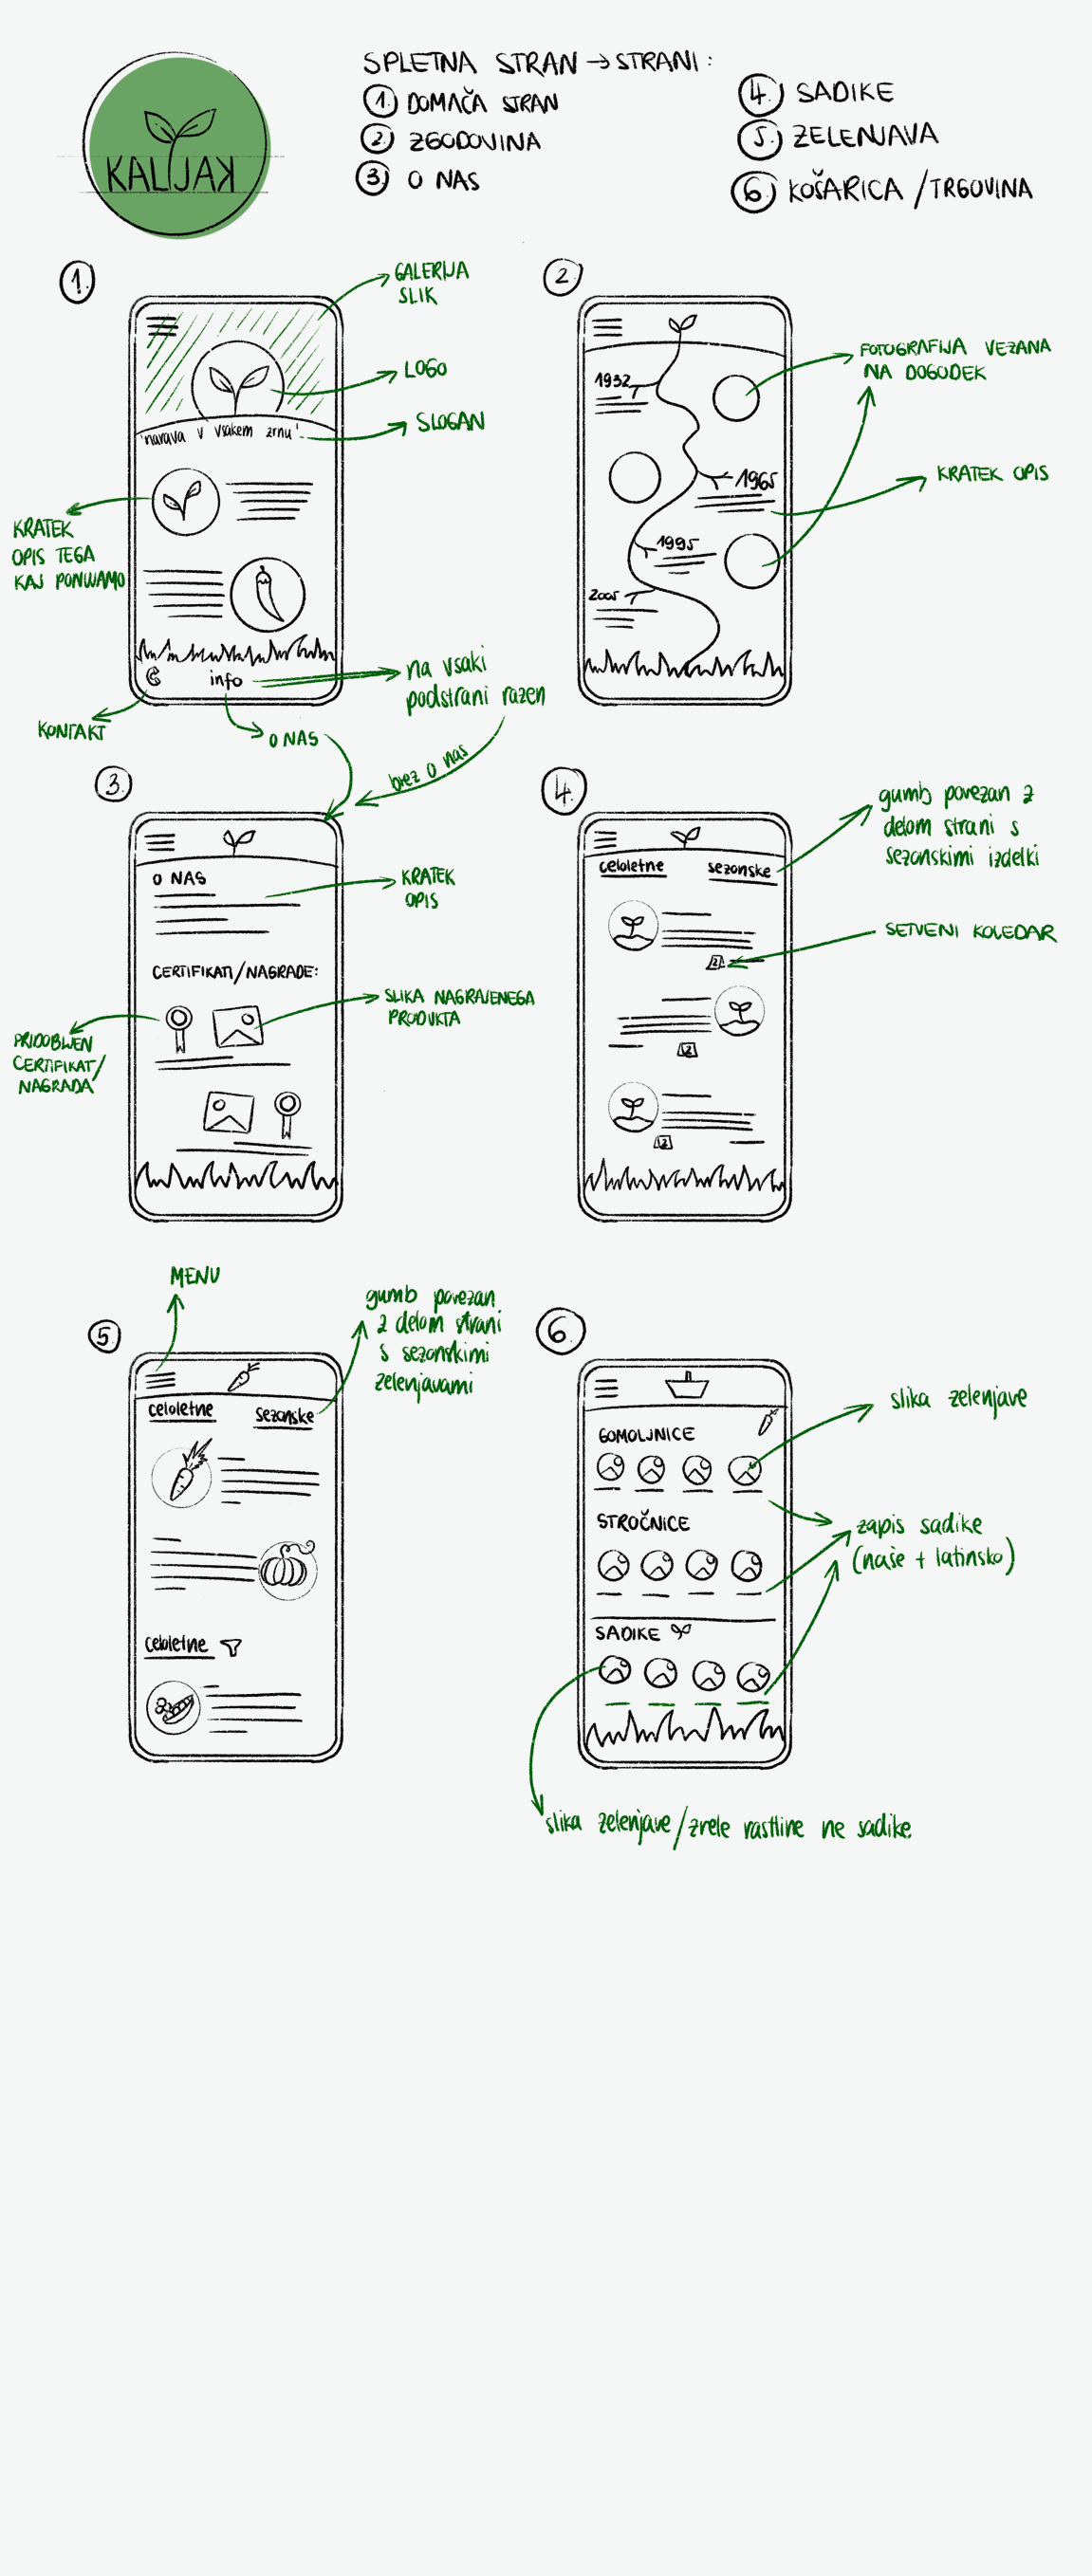 KALIJAK
SPLETNA STRAN → STRANI:
1. DOMAČA STRAN
2. ZGODOVINA
3 O NAS
4. SADIKE
5. ZELENJAVA
6. KOŠARICA / TRGOVINA
1.
GALERIJA
SLIK
LOGO
SLOGAN
'narava v vsakem zrnu'
KRATEK
OPIS TEGA
KAJ PONUJAMO
info
KONTAKT
O NAS
na vsaki
podstrani razen
brez O nas
2.
1932
1965
1995
2005
FOTOGRAFIJA VEZANA
NA DOGODEK
KRATEK OPIS
3
O NAS
KRATEK
OPIS
CERTIFIKATI/NAGRADE:
SLIKA NAGRAJENEGA
PRODUKTA
PRIDOBLJEN
CERTIFIKAT/
NAGRADA
4.
celoletne
sezonske
gumb povezan z
delom strani s
sezonskimi izdelki
SETVENI KOLEDAR
12
12
12
5
MENU
celoletne
sezonske
gumb povezan
z delom strani
s sezonskimi
zelenjavami
celoletne
6
GOMOLJNICE
STROČNICE
SADIKE
slika zelenjave
zapis sadike
(naše + latinsko)
slika zelenjave/zrele rastline ne sadike.